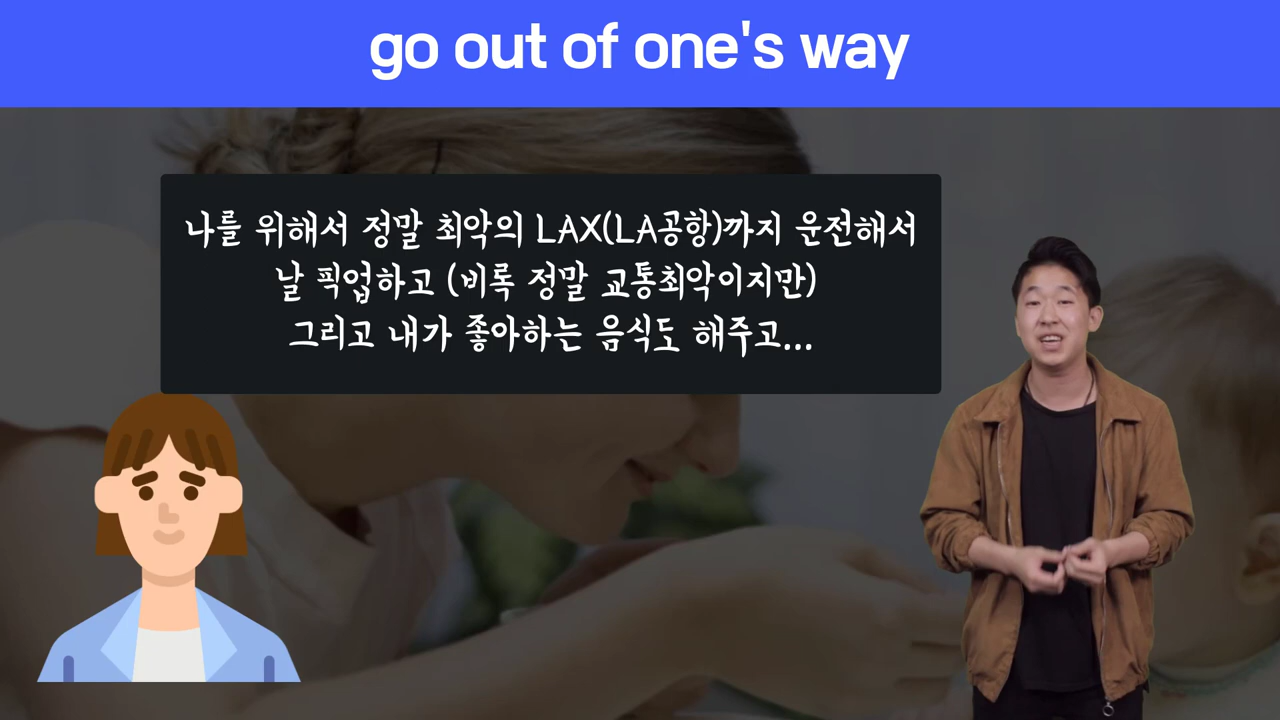 go out of one's way
나를 위해서 정말 최악의 LAX(LA공항)까지 운전해서
날 픽업하고 (비록 정말 교통최악이지만)
그리고 내가 좋아하는 음식도 해주고...